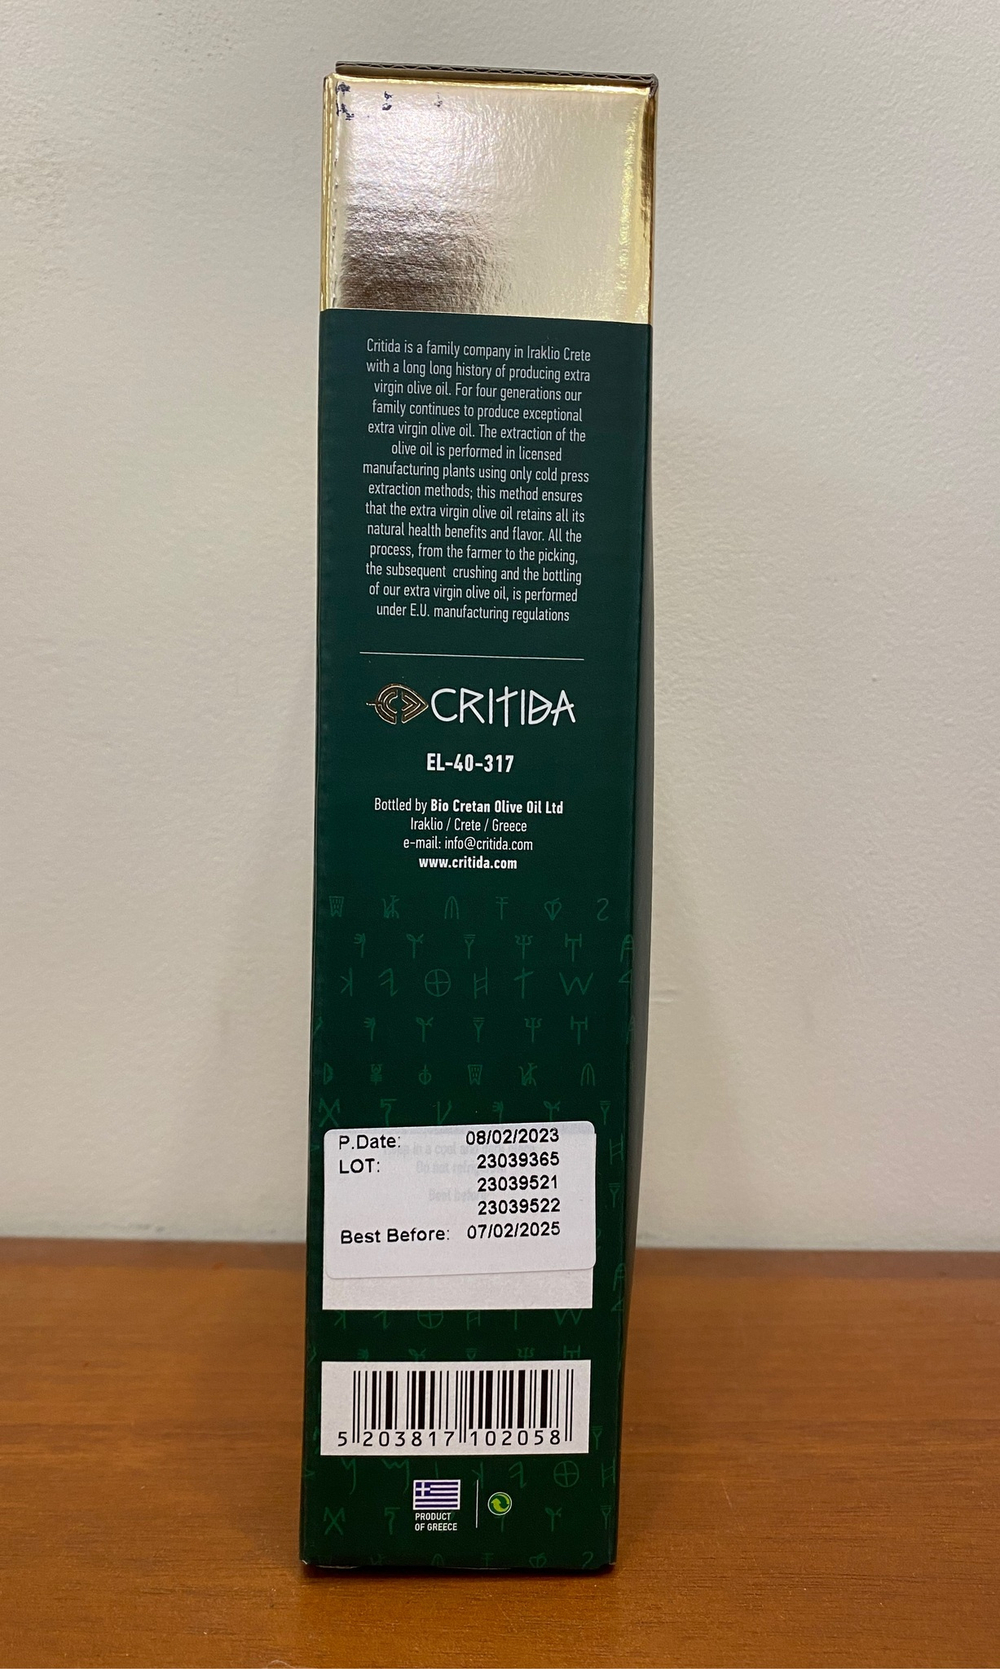 Critida is a family company in Iraklio Crete
with a long long history of producing extra
virgin olive oil. For four generations our
family continues to produce exceptional
extra virgin olive oil. The extraction of the
olive oil is performed in licensed
manufacturing plants using only cold press
extraction methods; this method ensures
that the extra virgin olive oil retains all its
natural health benefits and flavor. All the
process, from the farmer to the picking,
the subsequent crushing and the bottling
of our extra virgin olive oil, is performed
under E.U. manufacturing regulations
CRITIDA
EL-40-317
Bottled by Bio Cretan Olive Oil Ltd
Iraklio / Crete / Greece
e-mail: info@critida.com
www.critida.com
P.Date: 08/02/2023
LOT: 23039365
23039521
23039522
Best Before: 07/02/2025
5 203817 102058
PRODUCT
OF GREECE